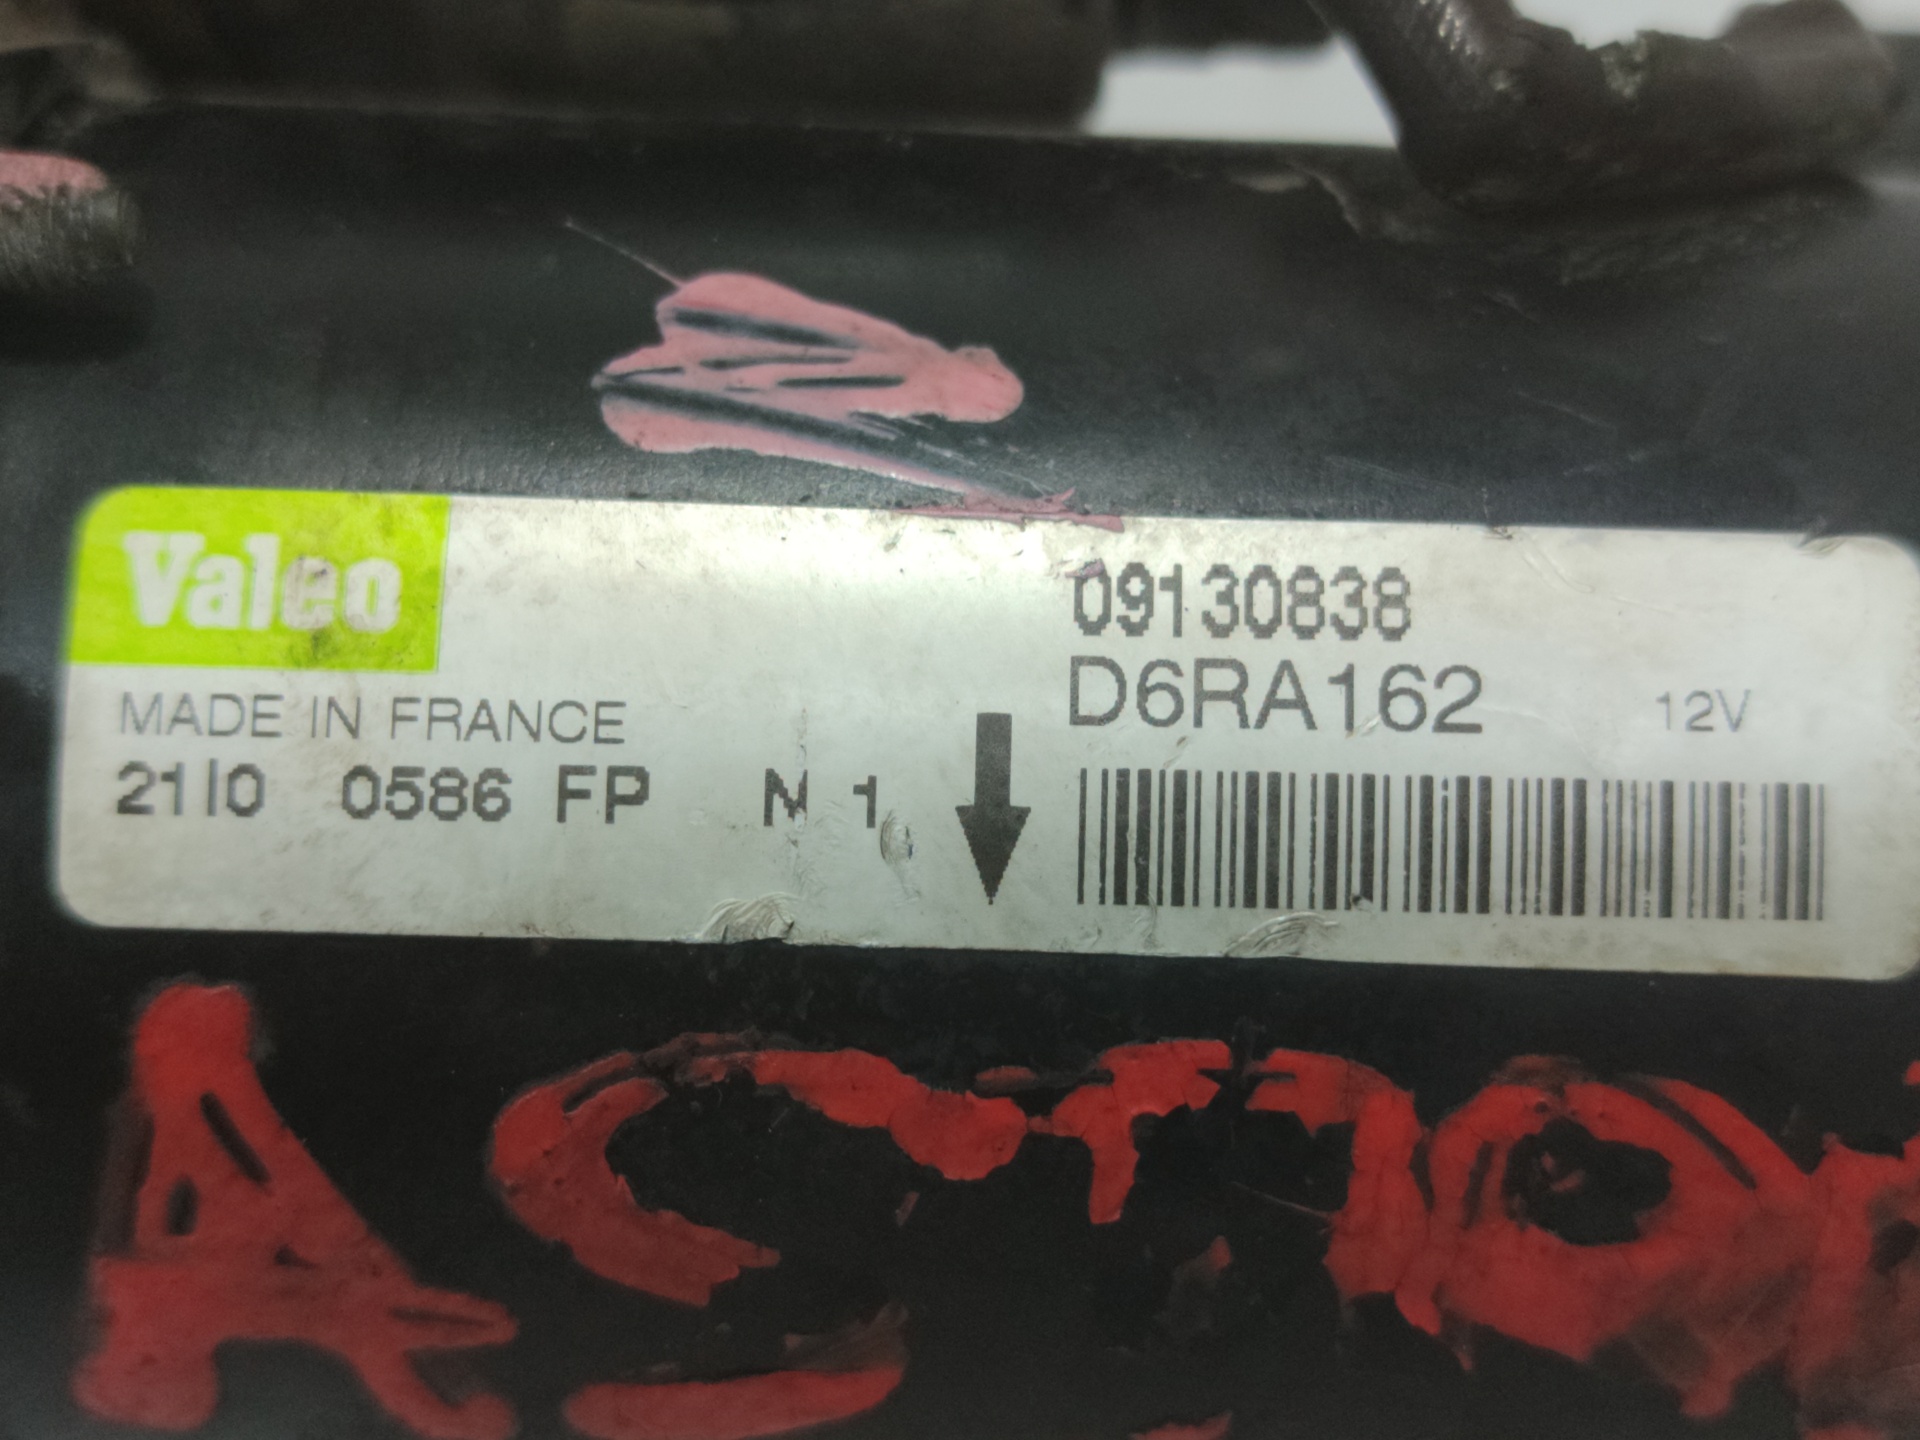 Valeo
09130838
D6RA162 12V
MADE IN FRANCE
21I0 0586 FP N 1